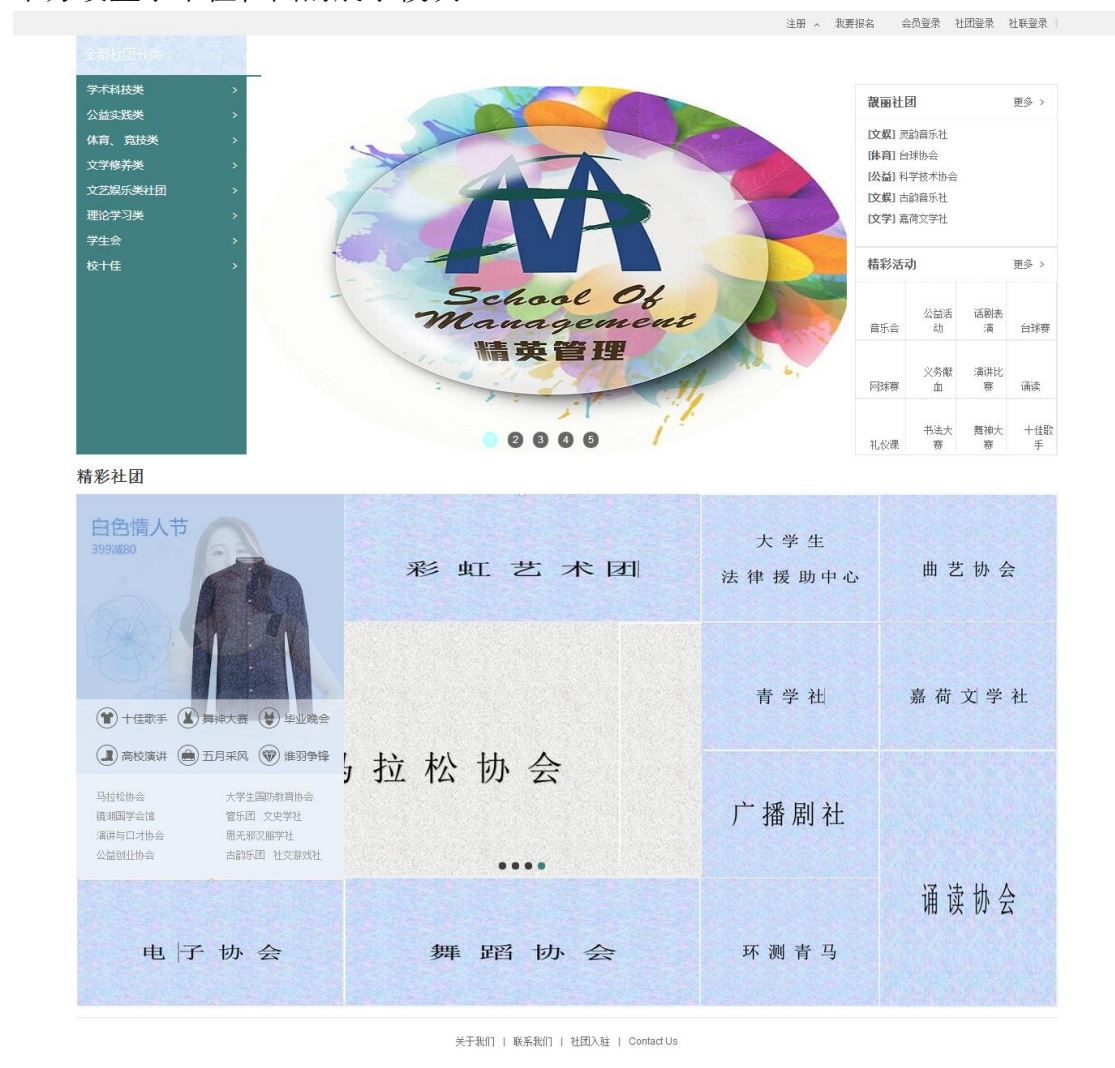 注册 ^ 我要报名 会员登录 社团登录 社联登录 |
全部社团分类
学术科技类 >
公益实践类 >
体育、 竞技类 >
文学修养类 >
文艺娱乐类社团 >
理论学习类 >
学生会 >
校十佳 >
School Of
Management
精英管理
1 2 3 4 5
靓丽社团 更多 >
[文娱] 灵韵音乐社
[体育] 台球协会
[公益] 科学技术协会
[文娱] 古韵音乐社
[文学] 嘉荷文学社
精彩活动 更多 >
音乐会 公益活动 话剧表演 台球赛
网球赛 义务献血 演讲比赛 诵读
礼仪课 书法大赛 舞神大赛 十佳歌手
精彩社团
白色情人节
399减80
十佳歌手 舞神大赛 毕业晚会
高校演讲 五月采风 谁羽争锋
马拉松协会 大学生国防教育协会
镜湖国学会馆 管乐团 文史学社
演讲与口才协会 思无邪汉服学社
公益创业协会 古韵乐团 社交游戏社
彩虹艺术团
大学生
法律援助中心
曲艺协会
马拉松协会
青学社
嘉荷文学社
广播剧社
诵读协会
电子协会
舞蹈协会
环测青马
关于我们 | 联系我们 | 社团入驻 | Contact Us